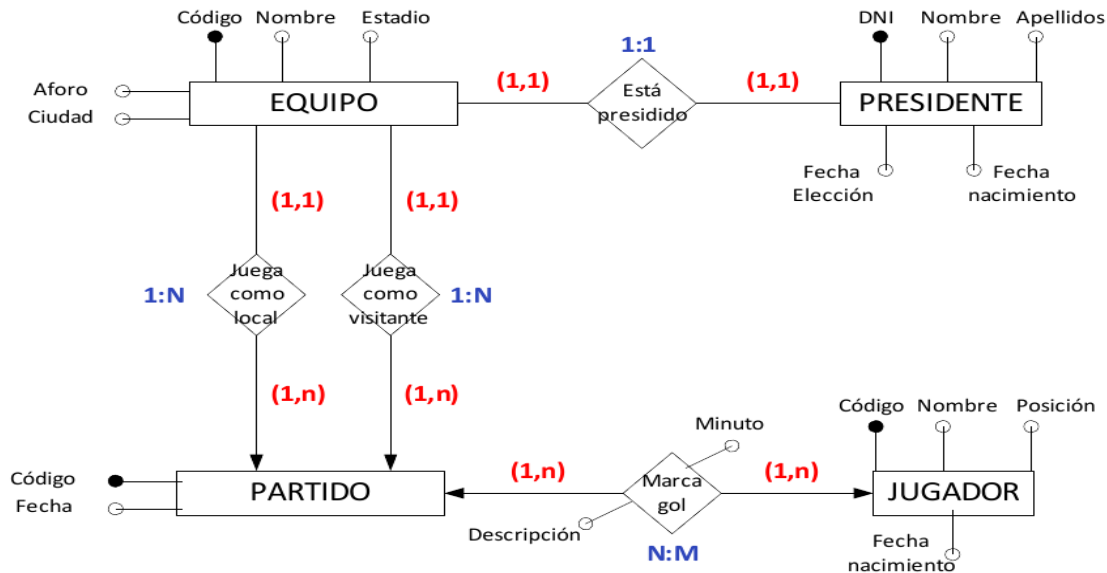 Código Nombre Estadio DNI Nombre Apellidos
1:1
Aforo
Ciudad
EQUIPO
(1,1)
Está
presidido
(1,1)
PRESIDENTE
Fecha
Elección
Fecha
nacimiento
(1,1)
(1,1)
1:N
Juega
como
local
Juega
como
visitante
1:N
(1,n)
(1,n)
Minuto
Código Nombre Posición
Código
Fecha
PARTIDO
(1,n)
Marca
gol
(1,n)
JUGADOR
Descripción
N:M
Fecha
nacimiento